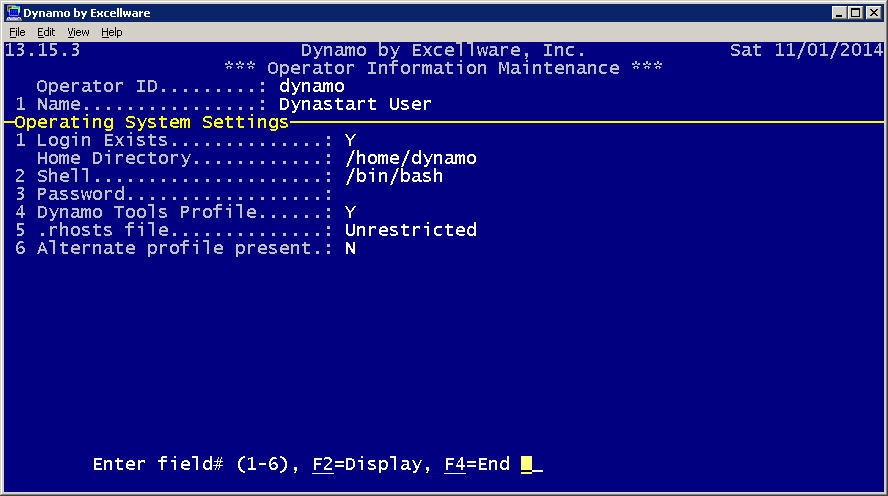 Dynamo by Excellware
File Edit View Help
13.15.3 Dynamo by Excellware, Inc. Sat 11/01/2014
*** Operator Information Maintenance ***
Operator ID.........: dynamo
1 Name................: Dynastart User
Operating System Settings
1 Login Exists..............: Y
Home Directory............: /home/dynamo
2 Shell.....................: /bin/bash
3 Password..................:
4 Dynamo Tools Profile......: Y
5 .rhosts file..............: Unrestricted
6 Alternate profile present.: N
Enter field# (1-6), F2=Display, F4=End